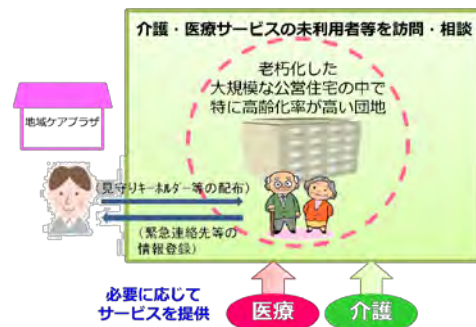 介護・医療サービスの未利用者等を訪問・相談
老朽化した
大規模な公営住宅の中で
特に高齢化率が高い団地
地域ケアプラザ
(見守りキーホルダー等の配布)
(緊急連絡先等の
情報登録)
必要に応じて
サービスを提供
医療
介護